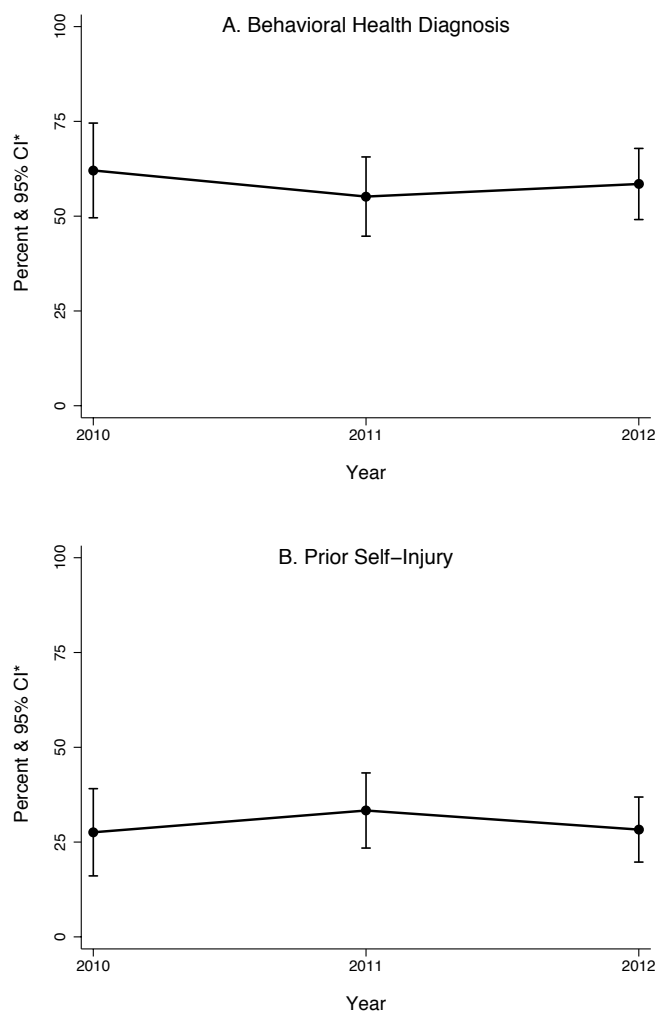 A. Behavioral Health Diagnosis
Percent & 95% CI*
100
75
50
25
0
2010 2011 2012
Year
B. Prior Self−Injury
Percent & 95% CI*
100
75
50
25
0
2010 2011 2012
Year